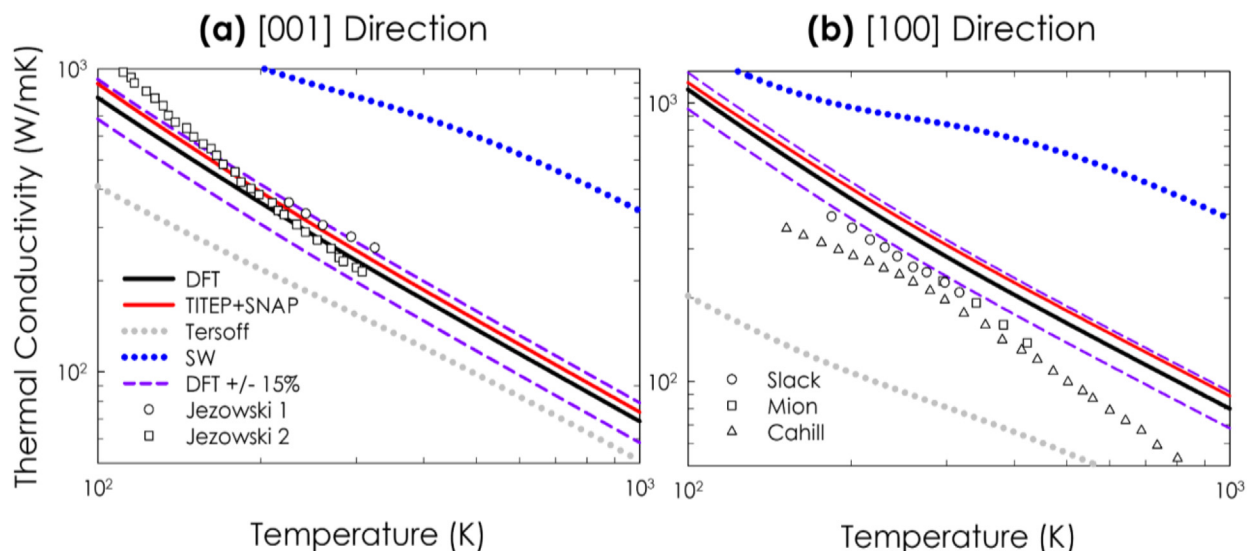 (a) [001] Direction
(b) [100] Direction
Thermal Conductivity (W/mK)
10³
10²
DFT
TITEP+SNAP
Tersoff
SW
DFT +/- 15%
Jezowski 1
Jezowski 2
10²
10³
Temperature (K)
10³
10²
Slack
Mion
Cahill
10²
10³
Temperature (K)